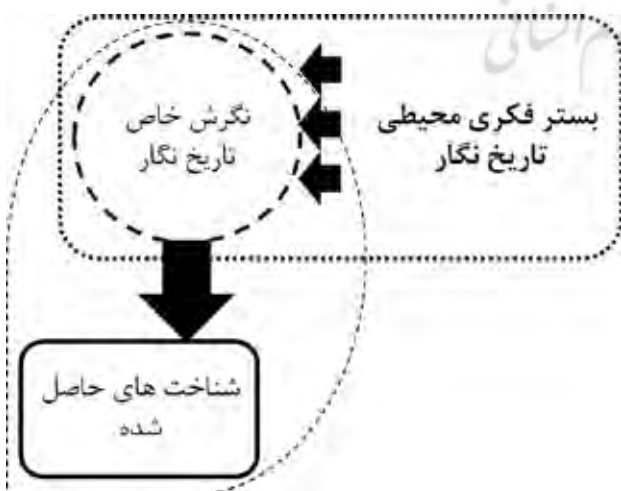 بستر فکری محیطی
تاریخ نگار
نگرش خاص
تاریخ نگار
شناخت های حاصل
شده